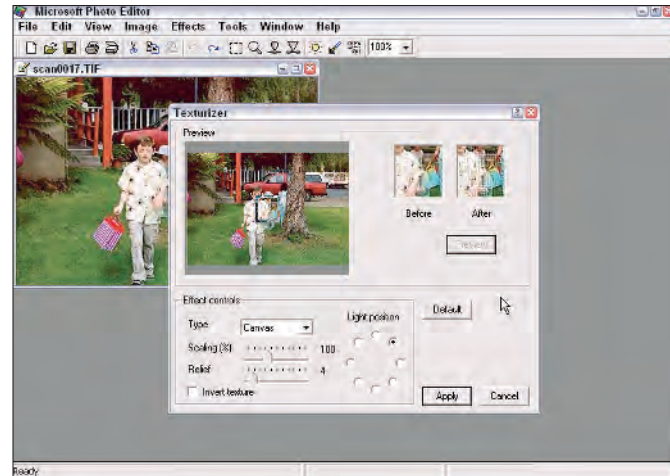 Microsoft Photo Editor
File Edit View Image Effects Tools Window Help
100%
scan0017.TIF
Texturizer
Preview
Before After
Preview
Effect controls
Type Canvas
Light position
Default
Scaling (%) 100
Relief 4
Invert texture
Apply Cancel
Ready